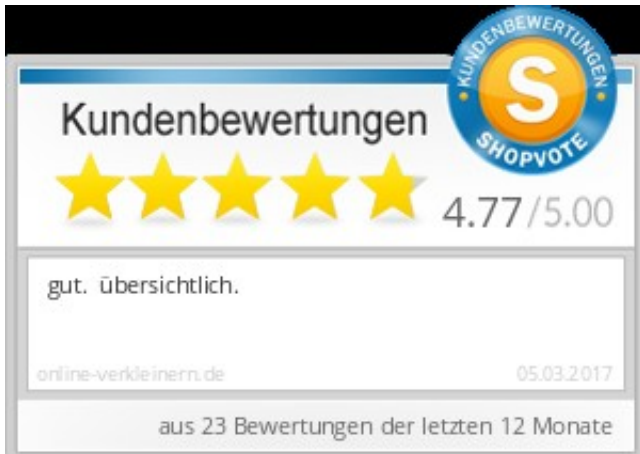 KUNDENBEWERTUNGEN
S
SHOPVOTE
Kundenbewertungen
4.77/5.00
gut.  übersichtlich.
online-verkleinern.de
05.03.2017
aus 23 Bewertungen der letzten 12 Monate